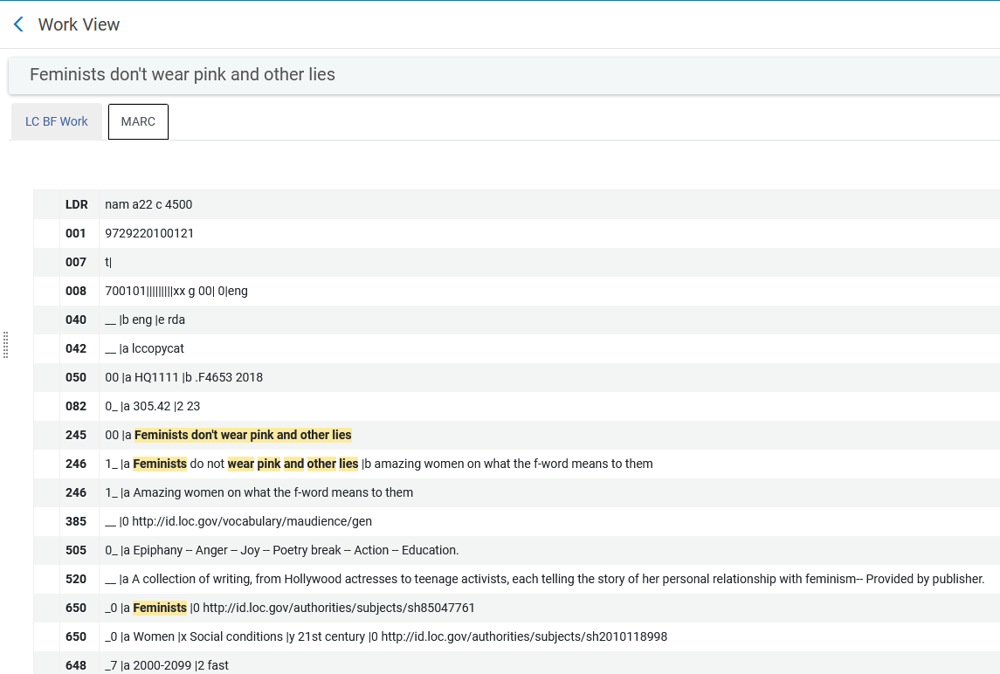 Work View
Feminists don't wear pink and other lies
LC BF Work MARC
LDR nam a22 c 4500
001 9729220100121
007 t|
008 700101|||||||||xx g 00| 0|eng
040 __ |b eng |e rda
042 __ |a lccopycat
050 00 |a HQ1111 |b .F4653 2018
082 0_ |a 305.42 |2 23
245 00 |a Feminists don't wear pink and other lies
246 1_ |a Feminists do not wear pink and other lies |b amazing women on what the f-word means to them
246 1_ |a Amazing women on what the f-word means to them
385 __ |0 http://id.loc.gov/vocabulary/maudience/gen
505 0_ |a Epiphany -- Anger -- Joy -- Poetry break -- Action -- Education.
520 __ |a A collection of writing, from Hollywood actresses to teenage activists, each telling the story of her personal relationship with feminism-- Provided by publisher.
650 _0 |a Feminists |0 http://id.loc.gov/authorities/subjects/sh85047761
650 _0 |a Women |x Social conditions |y 21st century |0 http://id.loc.gov/authorities/subjects/sh2010118998
648 _7 |a 2000-2099 |2 fast